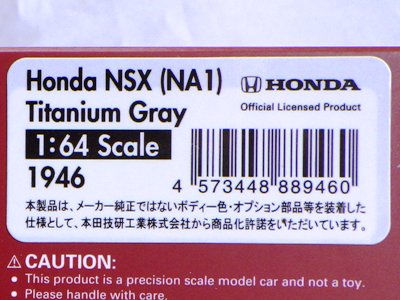 Honda NSX (NA1)
Titanium Gray
HONDA
Official Licensed Product
1:64 Scale
1946
4 573448 889460
本製品は、メーカー純正ではないボディー色・オプション部品等を装着した
仕様として、本田技研工業株式会社から商品化許諾をいただいています。
⚠ CAUTION:
• This product is a precision scale model car and not a toy.
• Please handle with care.